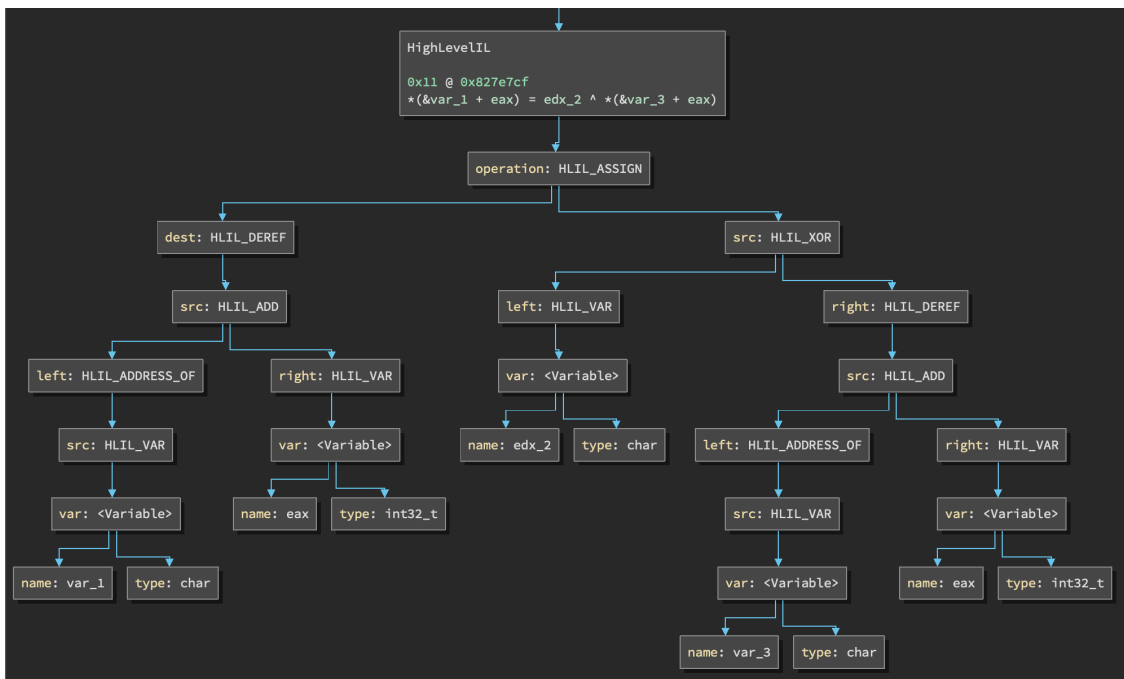 HighLevelIL
0x11 @ 0x827e7cf
*(&var_1 + eax) = edx_2 ^ *(&var_3 + eax)
operation: HLIL_ASSIGN
dest: HLIL_DEREF
src: HLIL_XOR
src: HLIL_ADD
left: HLIL_VAR
right: HLIL_DEREF
left: HLIL_ADDRESS_OF
right: HLIL_VAR
var: <Variable>
src: HLIL_ADD
src: HLIL_VAR
var: <Variable>
name: edx_2
type: char
left: HLIL_ADDRESS_OF
right: HLIL_VAR
var: <Variable>
name: eax
type: int32_t
src: HLIL_VAR
var: <Variable>
name: var_1
type: char
var: <Variable>
name: eax
type: int32_t
name: var_3
type: char